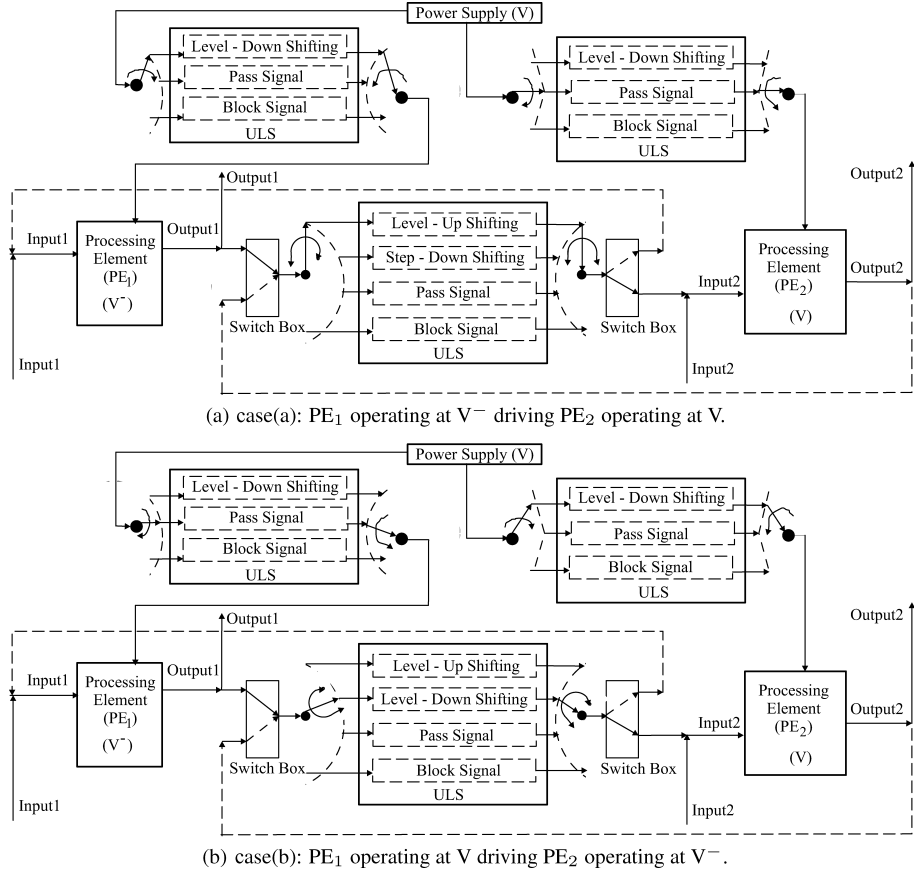 Power Supply (V)
Level - Down Shifting
Pass Signal
Block Signal
ULS
Level - Down Shifting
Pass Signal
Block Signal
ULS
Output1
Output2
Input1
Processing
Element
(PE1)
(V-)
Output1
Switch Box
Level - Up Shifting
Step - Down Shifting
Pass Signal
Block Signal
ULS
Switch Box
Input2
Processing
Element
(PE2)
(V)
Output2
Input1
Input2
(a) case(a): PE1 operating at V− driving PE2 operating at V.
Power Supply (V)
Level - Down Shifting
Pass Signal
Block Signal
ULS
Level - Down Shifting
Pass Signal
Block Signal
ULS
Output1
Output2
Input1
Processing
Element
(PE1)
(V-)
Output1
Switch Box
Level - Up Shifting
Level - Down Shifting
Pass Signal
Block Signal
ULS
Switch Box
Input2
Processing
Element
(PE2)
(V)
Output2
Input1
Input2
(b) case(b): PE1 operating at V driving PE2 operating at V−.